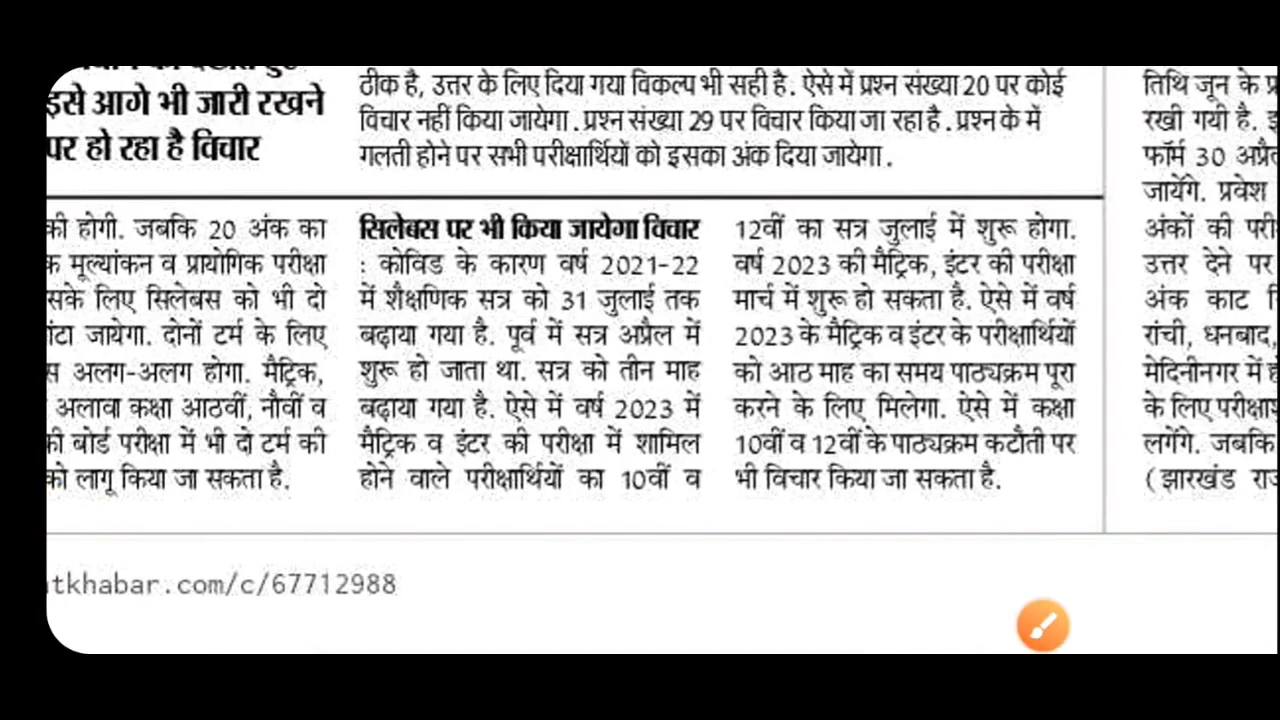 इसे आगे भी जारी रखने
पर हो रहा है विचार
की होगी. जबकि 20 अंक का
मूल्यांकन व प्रायोगिक परीक्षा
सके लिए सिलेबस को भी दो
टा जायेगा. दोनों टर्म के लिए
अलग-अलग होगा. मैट्रिक,
अलावा कक्षा आठवीं, नौवीं व
की बोर्ड परीक्षा में भी दो टर्म की
को लागू किया जा सकता है.
ठीक है, उत्तर के लिए दिया गया विकल्प भी सही है. ऐसे में प्रश्न संख्या 20 पर कोई
विचार नहीं किया जायेगा. प्रश्न संख्या 29 पर विचार किया जा रहा है. प्रश्न के में
गलती होने पर सभी परीक्षार्थियों को इसका अंक दिया जायेगा.
सिलेबस पर भी किया जायेगा विचार
: कोविड के कारण वर्ष 2021-22
में शैक्षणिक सत्र को 31 जुलाई तक
बढ़ाया गया है. पूर्व में सत्र अप्रैल में
शुरू हो जाता था. सत्र को तीन माह
बढ़ाया गया है. ऐसे में वर्ष 2023 में
मैट्रिक व इंटर की परीक्षा में शामिल
होने वाले परीक्षार्थियों का 10वीं व
12वीं का सत्र जुलाई में शुरू होगा.
वर्ष 2023 की मैट्रिक, इंटर की परीक्षा
मार्च में शुरू हो सकता है. ऐसे में वर्ष
2023 के मैट्रिक व इंटर के परीक्षार्थियों
को आठ माह का समय पाठ्यक्रम पूरा
करने के लिए मिलेगा. ऐसे में कक्षा
10वीं व 12वीं के पाठ्यक्रम कटौती पर
भी विचार किया जा सकता है.
तिथि जून के प्र
रखी गयी है.
फॉर्म 30 अप्रै
जायेंगे. प्रवेश
अंकों की परी
उत्तर देने पर
अंक काट
रांची, धनबाद,
मेदिनीनगर में
के लिए परीक्षा
लगेंगे. जबकि
(झारखंड राज
tkhabar.com/c/67712988